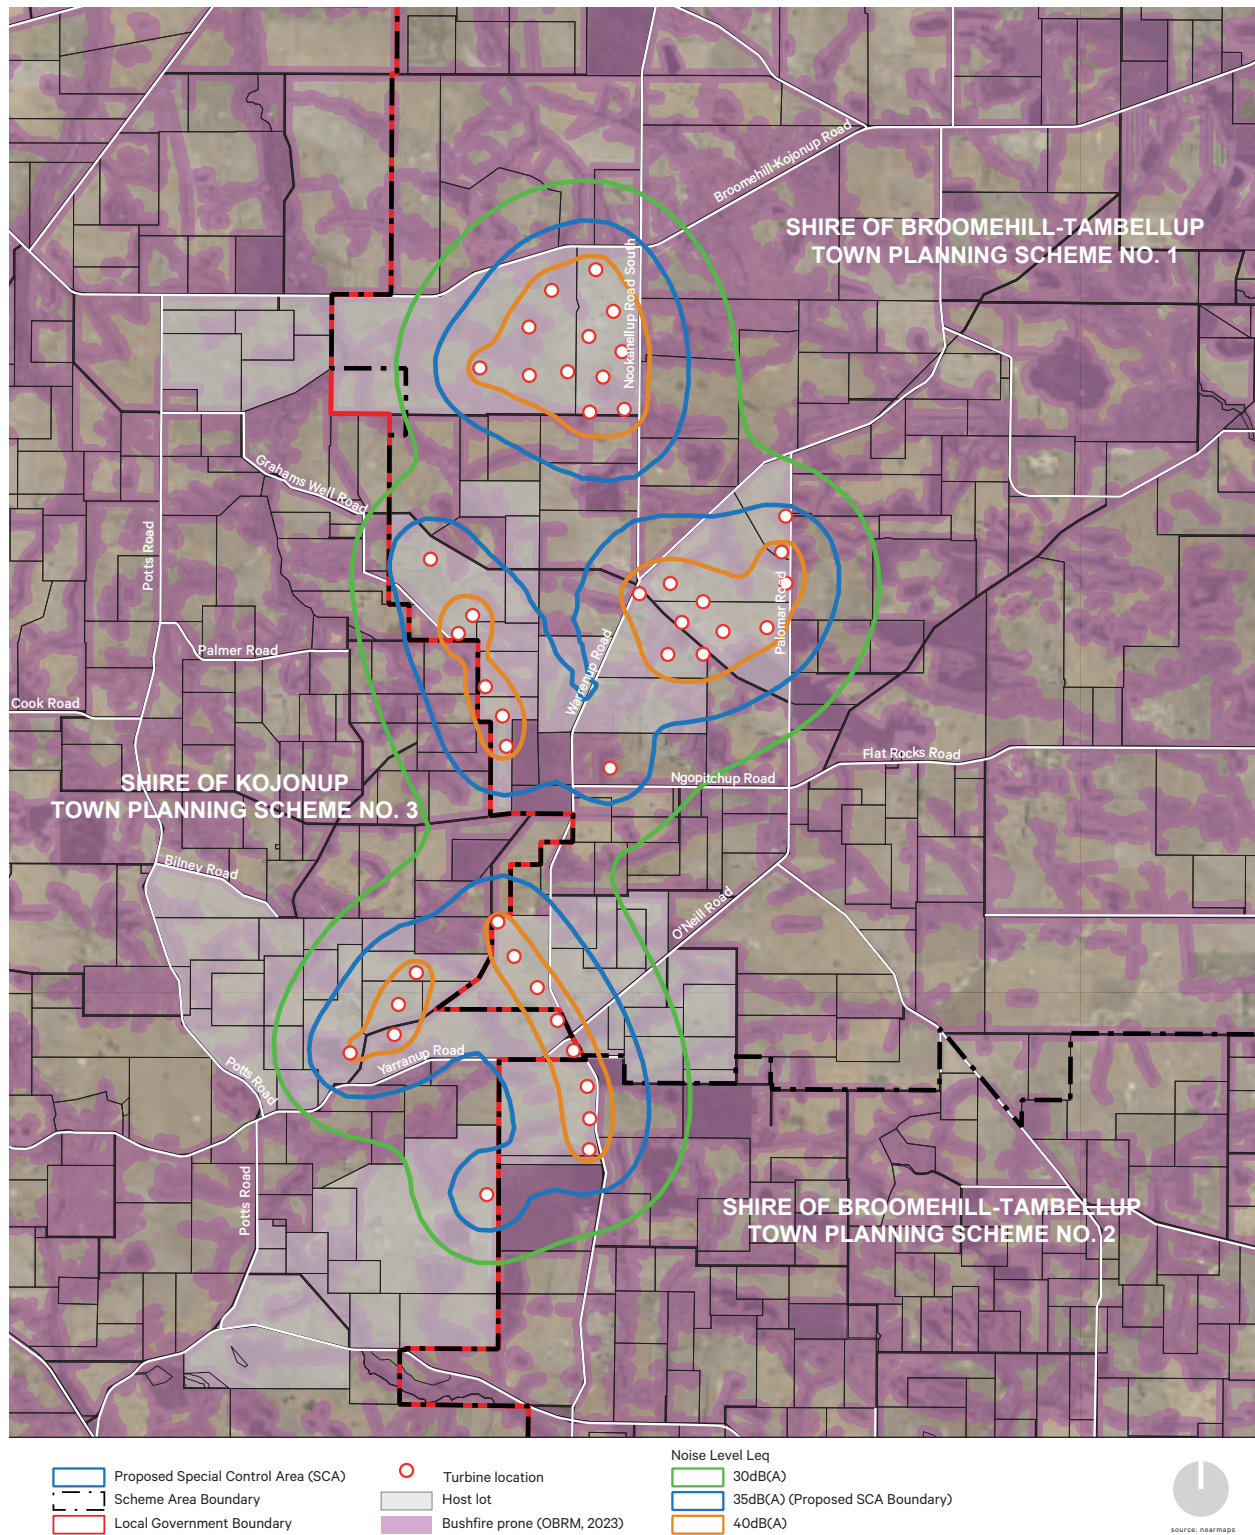 Broomehill-Kojonup Road
SHIRE OF BROOMEHILL-TAMBELLUP
TOWN PLANNING SCHEME NO. 1
Nookanellup Road South
Grahams Well Road
Potts Road
Palomar Road
Palmer Road
Warrenup Road
Cook Road
Flat Rocks Road
Ngopitchup Road
SHIRE OF KOJONUP
TOWN PLANNING SCHEME NO. 3
Bilney Road
O'Neill Road
Yarranup Road
Potts Road
Potts Road
SHIRE OF BROOMEHILL-TAMBELLUP
TOWN PLANNING SCHEME NO. 2
Proposed Special Control Area (SCA)
Scheme Area Boundary
Local Government Boundary
Turbine location
Host lot
Bushfire prone (OBRM, 2023)
Noise Level Leq
30dB(A)
35dB(A) (Proposed SCA Boundary)
40dB(A)
source: nearmaps